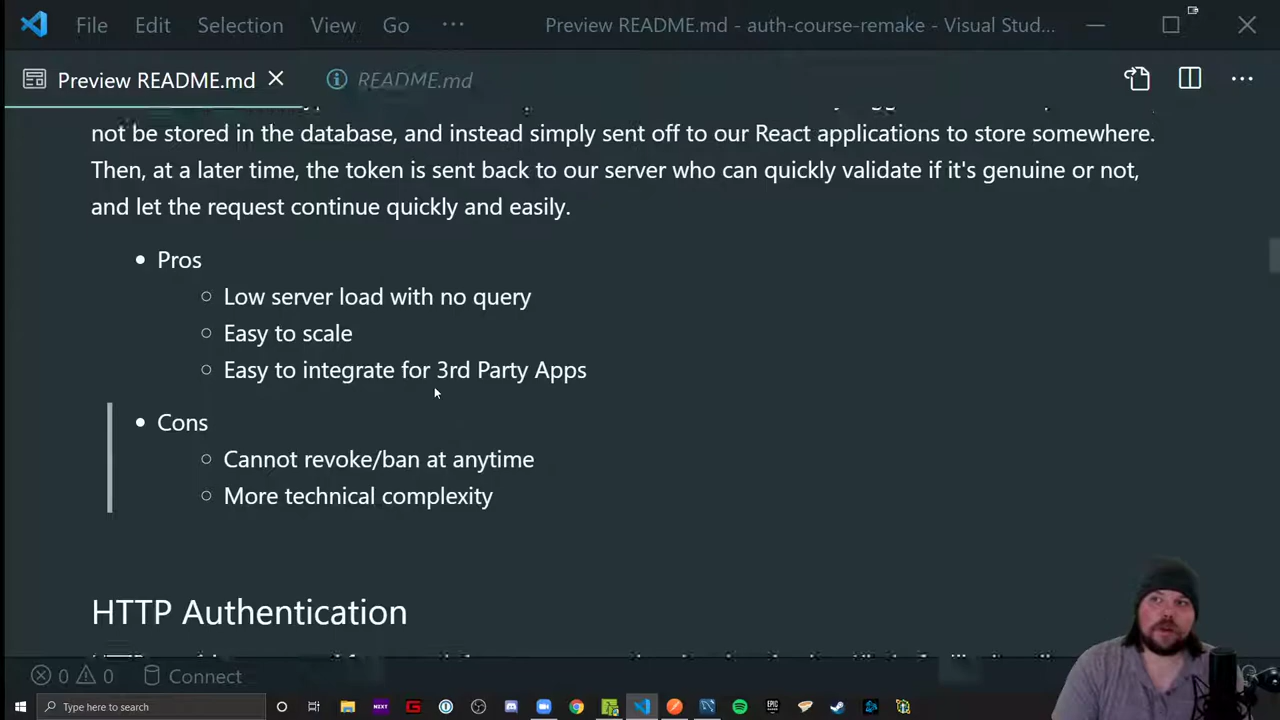 File Edit Selection View Go ··· Preview README.md - auth-course-remake - Visual Stud...
Preview README.md README.md
not be stored in the database, and instead simply sent off to our React applications to store somewhere.
Then, at a later time, the token is sent back to our server who can quickly validate if it's genuine or not,
and let the request continue quickly and easily.
• Pros
○ Low server load with no query
○ Easy to scale
○ Easy to integrate for 3rd Party Apps
• Cons
○ Cannot revoke/ban at anytime
○ More technical complexity
HTTP Authentication
0 0 Connect
Type here to search
NEXT
EPIC